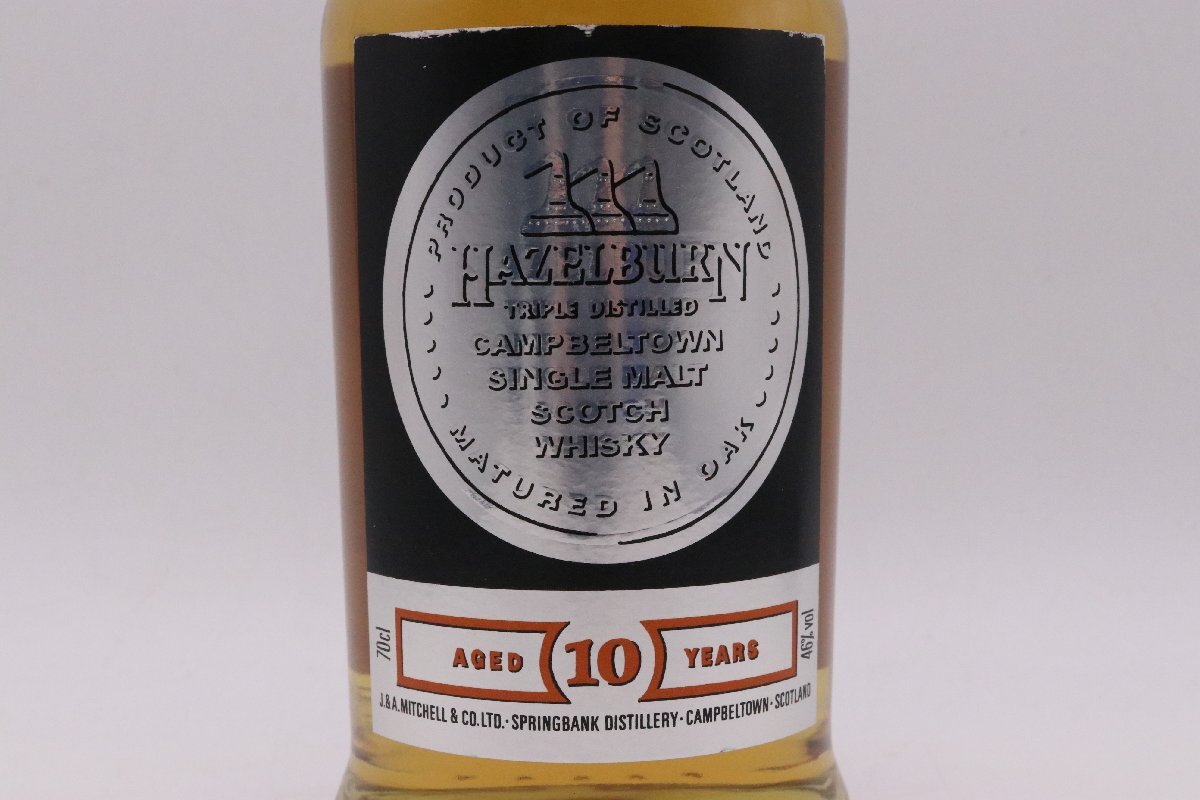 PRODUCT OF SCOTLAND
HAZELBURN
TRIPLE DISTILLED
CAMPBELTOWN
SINGLE MALT
SCOTCH
WHISKY
MATURED IN OAK
70cl
AGED 10 YEARS
46%vol
J.&A.MITCHELL & CO.LTD.·SPRINGBANK DISTILLERY·CAMPBELTOWN·SCOTLAND